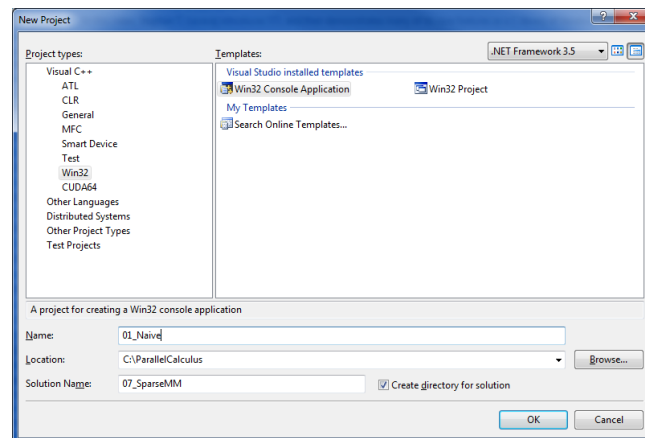 New Project
Project types:
Templates:
.NET Framework 3.5
Visual C++
ATL
CLR
General
MFC
Smart Device
Test
Win32
CUDA64
Other Languages
Distributed Systems
Other Project Types
Test Projects
Visual Studio installed templates
Win32 Console Application
Win32 Project
My Templates
Search Online Templates...
A project for creating a Win32 console application
Name:
01_Naive
Location:
C:\ParallelCalculus
Browse...
Solution Name:
07_SparseMM
Create directory for solution
OK
Cancel